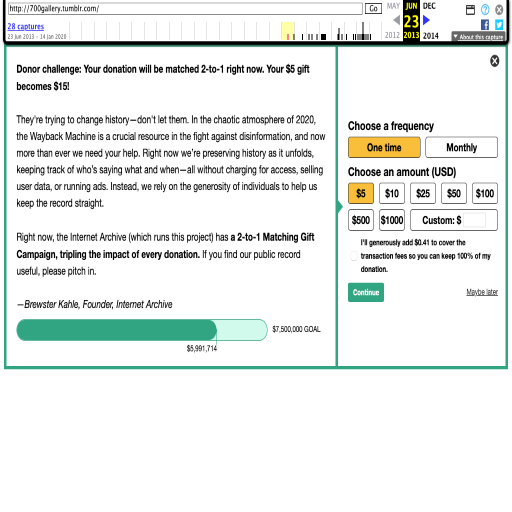 http://700gallery.tumblr.com/
Go
MAY JUN DEC
23
2012 2013 2014
28 captures
23 Jun 2013 – 14 Jan 2020
About this capture
Donor challenge: Your donation will be matched 2-to-1 right now. Your $5 gift
becomes $15!
They're trying to change history—don't let them. In the chaotic atmosphere of 2020,
the Wayback Machine is a crucial resource in the fight against disinformation, and now
more than ever we need your help. Right now we're preserving history as it unfolds,
keeping track of who's saying what and when—all without charging for access, selling
user data, or running ads. Instead, we rely on the generosity of individuals to help us
keep the record straight.
Right now, the Internet Archive (which runs this project) has a 2-to-1 Matching Gift
Campaign, tripling the impact of every donation. If you find our public record
useful, please pitch in.
—Brewster Kahle, Founder, Internet Archive
$7,500,000 GOAL
$5,991,714
Choose a frequency
One time Monthly
Choose an amount (USD)
$5 $10 $25 $50 $100
$500 $1000 Custom: $
I'll generously add $0.41 to cover the
transaction fees so you can keep 100% of my
donation.
Continue Maybe later